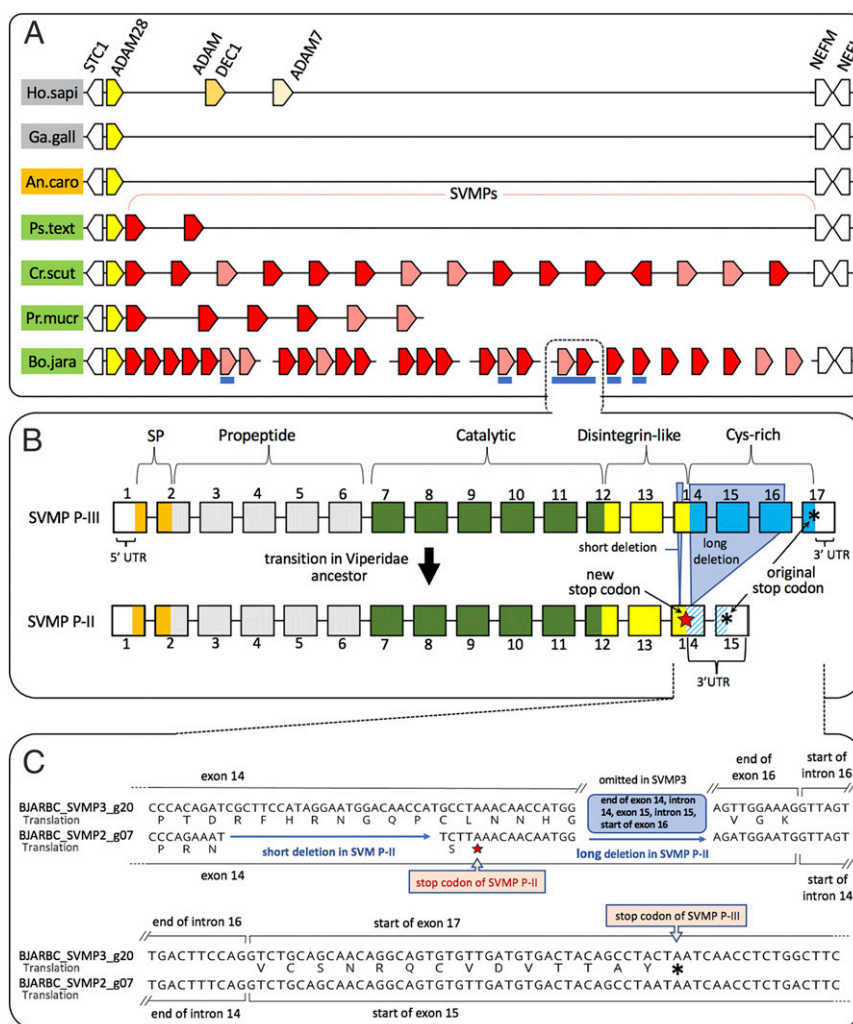 A
STC1
ADAM28
ADAM
DEC1
ADAM7
NEFM
Ho.sapi
Ga.gall
An.caro
SVMPs
Ps.text
Cr.scut
Pr.mucr
Bo.jara
B
SP Propeptide Catalytic Disintegrin-like Cys-rich
1 2 3 4 5 6 7 8 9 10 11 12 13 1 4 15 16 17
SVMP P-III
*
5' UTR
transition in Viperidae
ancestor
short deletion
long
deletion
3' UTR
new
stop codon
original
stop codon
SVMP P-II
*
1 2 3 4 5 6 7 8 9 10 11 12 13 1 4 15
3'UTR
C
exon 14
omitted in SVMP3
end of
exon 16
start of
intron 16
BJARBC_SVMP3_g20 CCCACAGATCGCTTCCATAGGAATGGACAACCATGCCTAAACAACCATGG
end of exon 14, intron
14, exon 15, intron 15,
start of exon 16
AGTTGGAAAGGTTAGT
Translation P T D R F H R N G Q P C L N N H G V G K
BJARBC_SVMP2_g07 CCCAGAAAT TCTTAAACAACAATGG AGATGGAATGGTTAGT
Translation P R N S
short deletion in SVM P-II
long deletion in SVMP P-II
exon 14
stop codon of SVMP P-II
start of
intron 14
end of intron 16
start of exon 17
stop codon of SVMP P-III
BJARBC_SVMP3_g20 TGACTTCCAGGTCTGCAGCAACAGGCAGTGTGTTGATGTGACTACAGCCTACTAATCAACCTCTGGCTTC
Translation V C S N R Q C V D V T T A Y *
BJARBC_SVMP2_g07 TGACTTTCAGGTCTGCAGCAACAGGCAGTGTGTTGATGTGACTACAGCCTAATAATCAACCTCTGACTTC
end of intron 14
start of exon 15